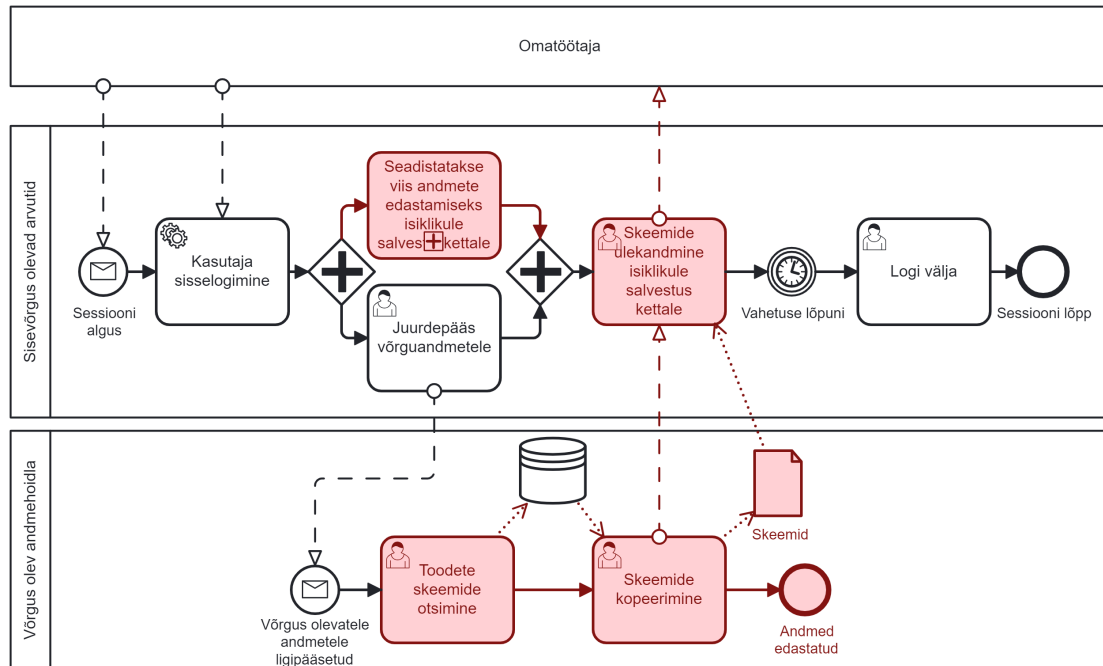 Omatöötaja
Sisevõrgus olevad arvutid
Seadistatakse
viis andmete
edastamiseks
isiklikule
salves kettale
Kasutaja
sisselogimine
Skeemide
ülekandmine
isiklikule
salvestus
kettale
Logi välja
Sessiooni
algus
Juurdepääs
võrguandmetele
Vahetuse lõpuni
Sessiooni lõpp
Võrgus olev andmehoidla
Skeemid
Toodete
skeemide
otsimine
Skeemide
kopeerimine
Võrgus olevatele
andmetele
ligipääsetud
Andmed
edastatud